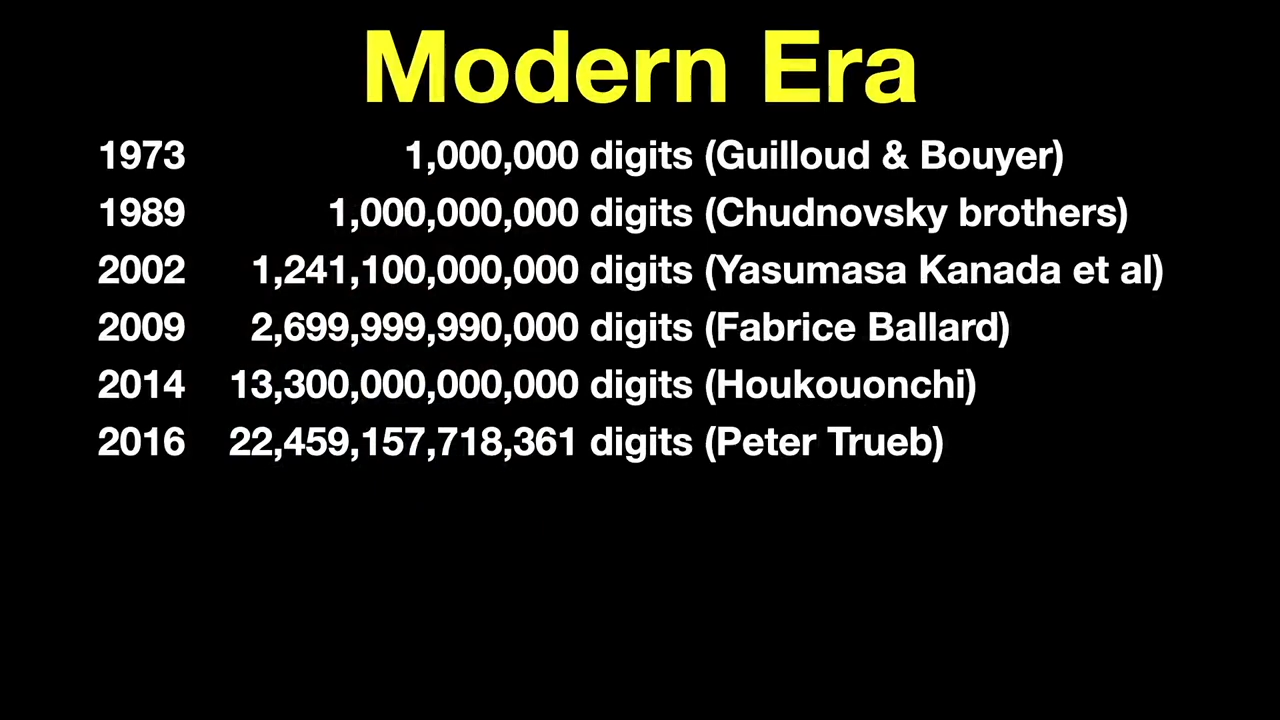 Modern Era
1973 1,000,000 digits (Guilloud & Bouyer)
1989 1,000,000,000 digits (Chudnovsky brothers)
2002 1,241,100,000,000 digits (Yasumasa Kanada et al)
2009 2,699,999,990,000 digits (Fabrice Ballard)
2014 13,300,000,000,000 digits (Houkouonchi)
2016 22,459,157,718,361 digits (Peter Trueb)